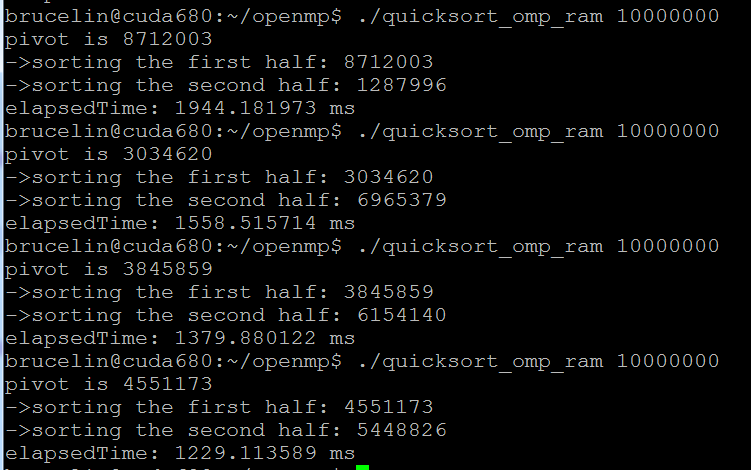 brucelin@cuda680:~/openmp$ ./quicksort_omp_ram 10000000
pivot is 8712003
->sorting the first half: 8712003
->sorting the second half: 1287996
elapsedTime: 1944.181973 ms
brucelin@cuda680:~/openmp$ ./quicksort_omp_ram 10000000
pivot is 3034620
->sorting the first half: 3034620
->sorting the second half: 6965379
elapsedTime: 1558.515714 ms
brucelin@cuda680:~/openmp$ ./quicksort_omp_ram 10000000
pivot is 3845859
->sorting the first half: 3845859
->sorting the second half: 6154140
elapsedTime: 1379.880122 ms
brucelin@cuda680:~/openmp$ ./quicksort_omp_ram 10000000
pivot is 4551173
->sorting the first half: 4551173
->sorting the second half: 5448826
elapsedTime: 1229.113589 ms
brucelin@cuda680:~/openmp$